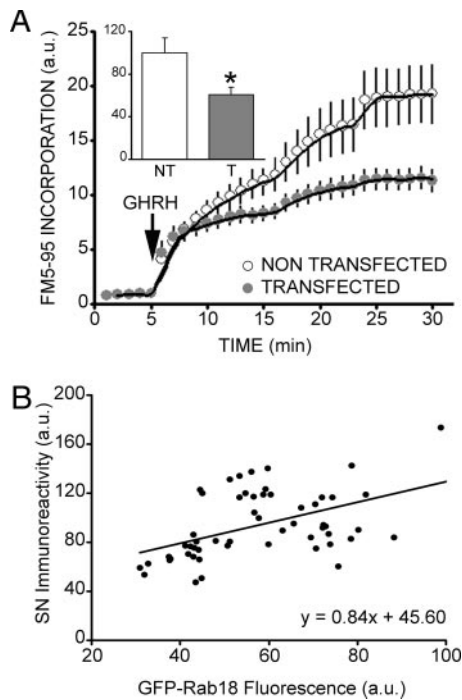 A
FM5-95 INCORPORATION (a.u.)
20
15
10
5
0
120
80
40
0
*
NT
T
GHRH
NON TRANSFECTED
TRANSFECTED
0 5 10 15 20 25 30
TIME (min)
B
SN Immunoreactivity (a.u.)
200
160
120
80
40
0
y = 0.84x + 45.60
20 40 60 80 100
GFP-Rab18 Fluorescence (a.u.)